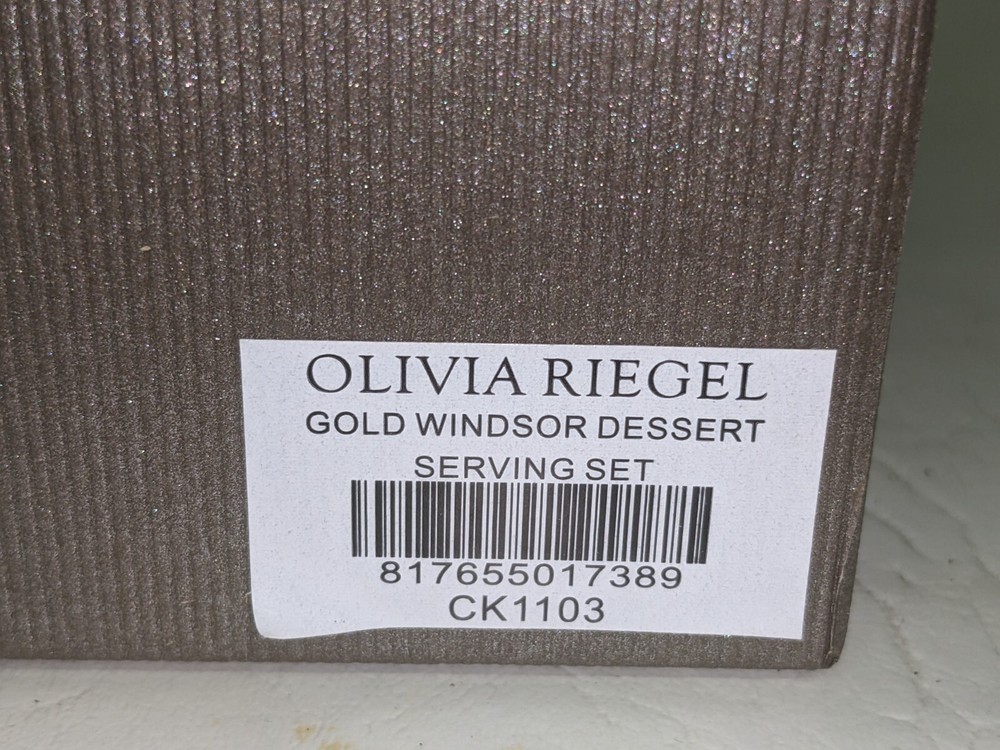 OLIVIA RIEGEL
GOLD WINDSOR DESSERT
SERVING SET
817655017389
CK1103